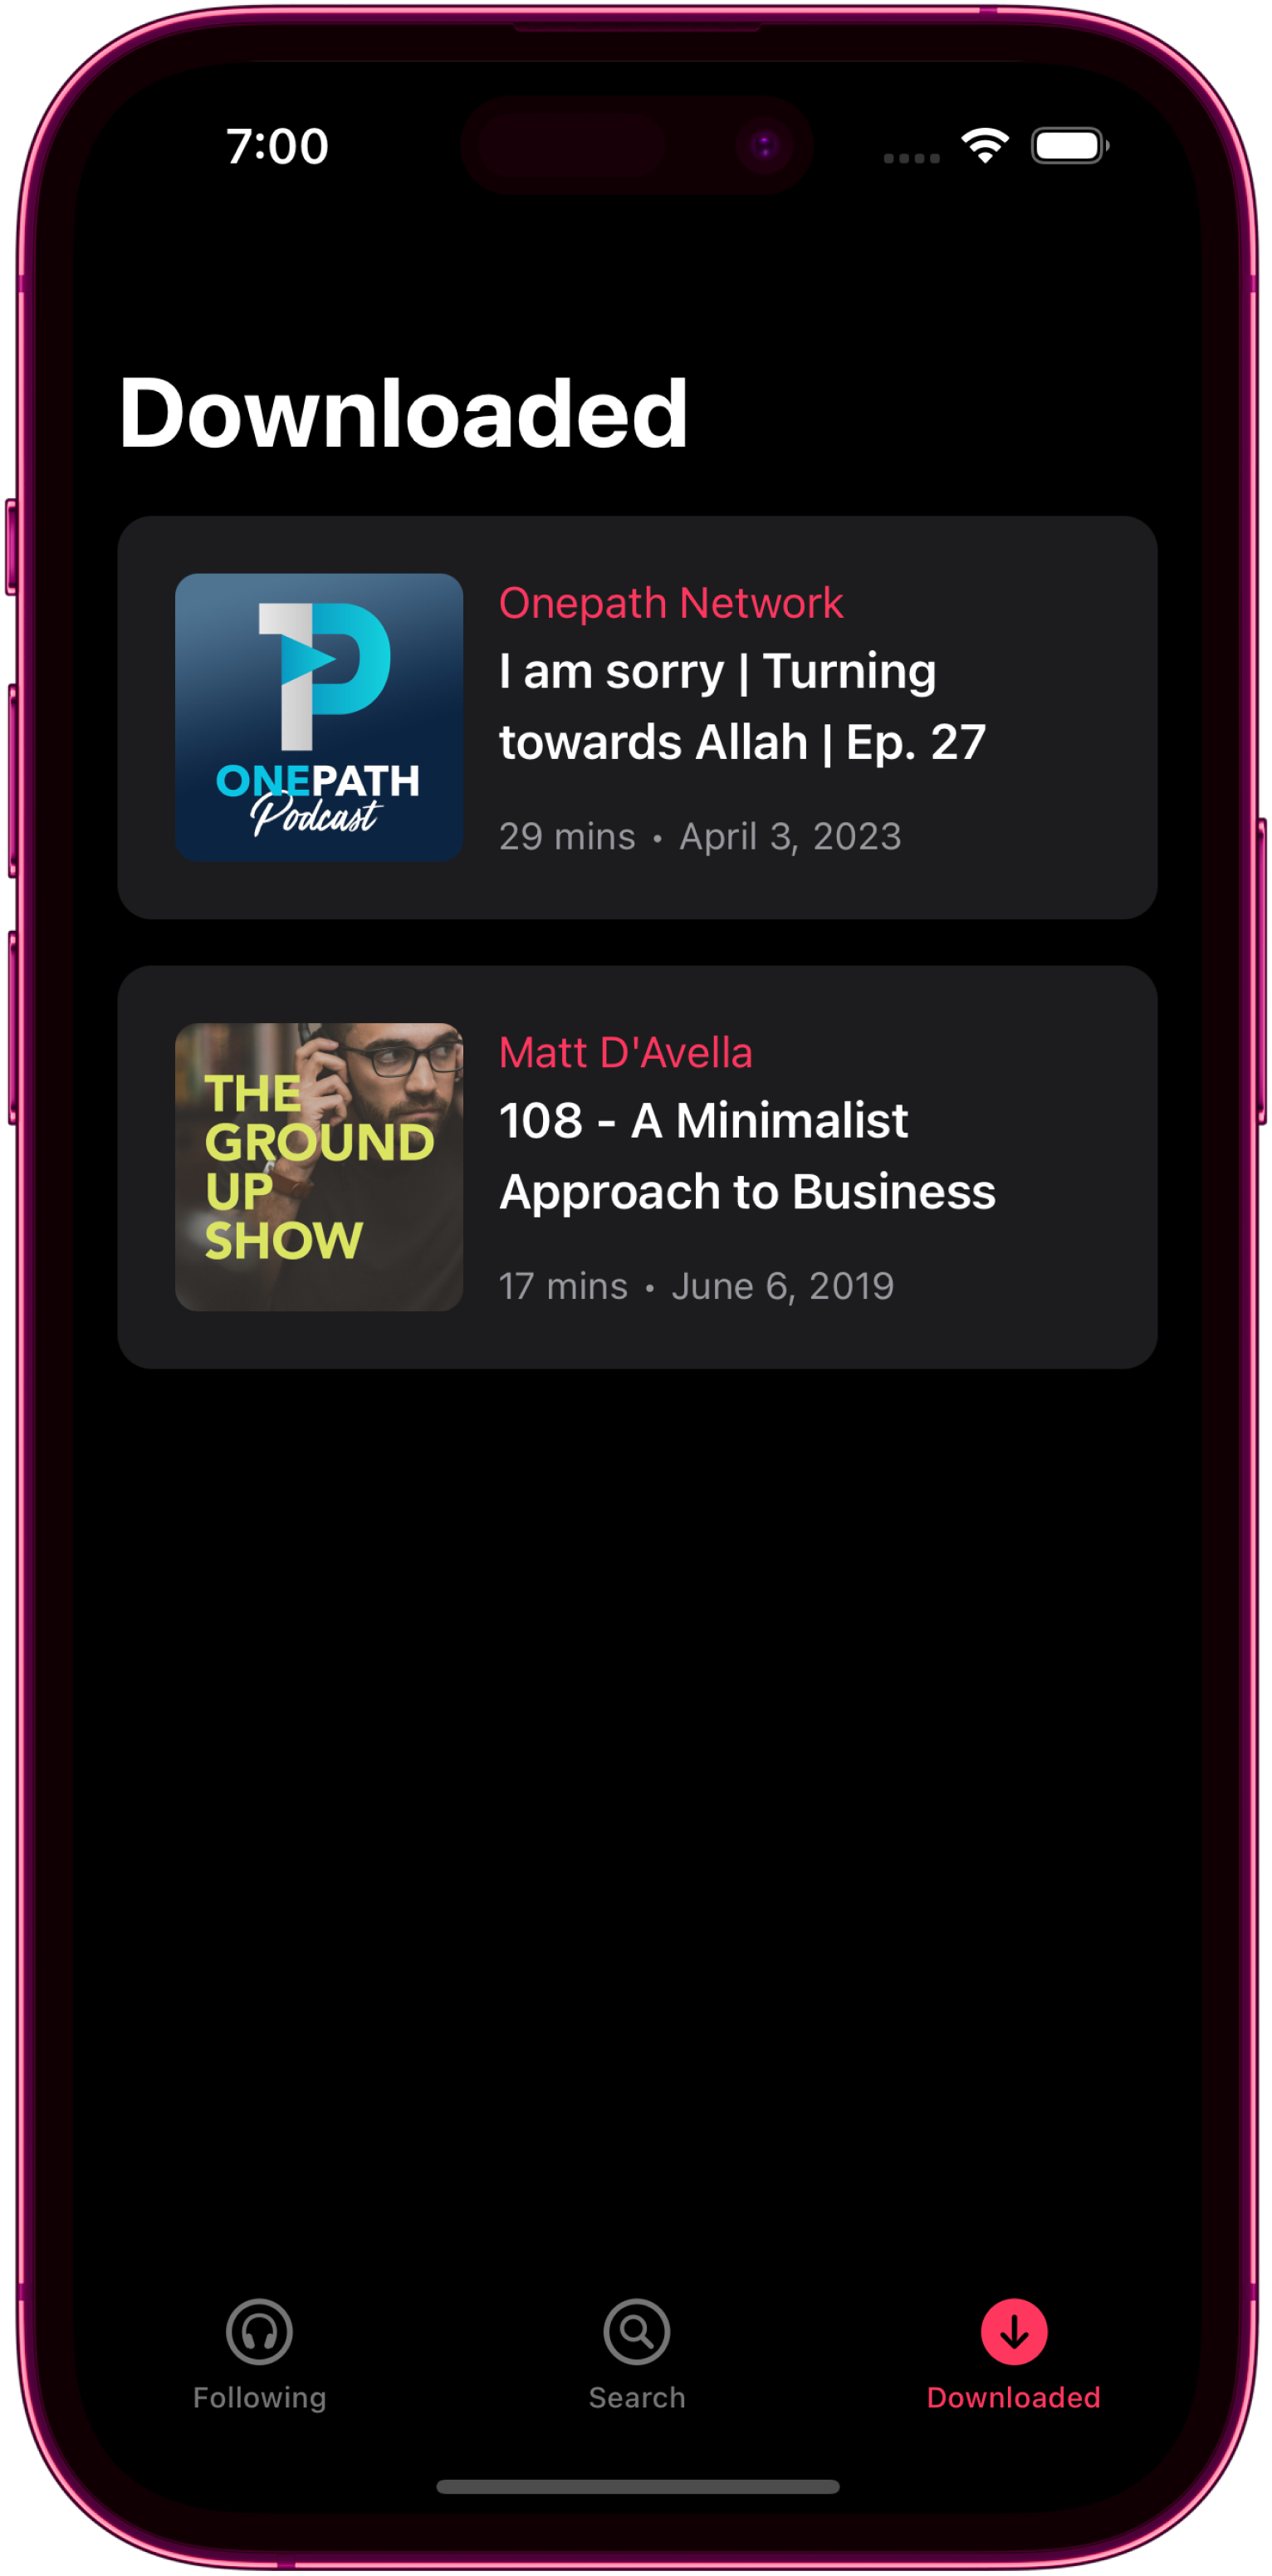 7:00
Downloaded
Onepath Network
I am sorry | Turning
towards Allah | Ep. 27
29 mins • April 3, 2023
ONEPATH
Podcast
Matt D'Avella
108 - A Minimalist
Approach to Business
17 mins • June 6, 2019
THE
GROUND
UP
SHOW
Following
Search
Downloaded